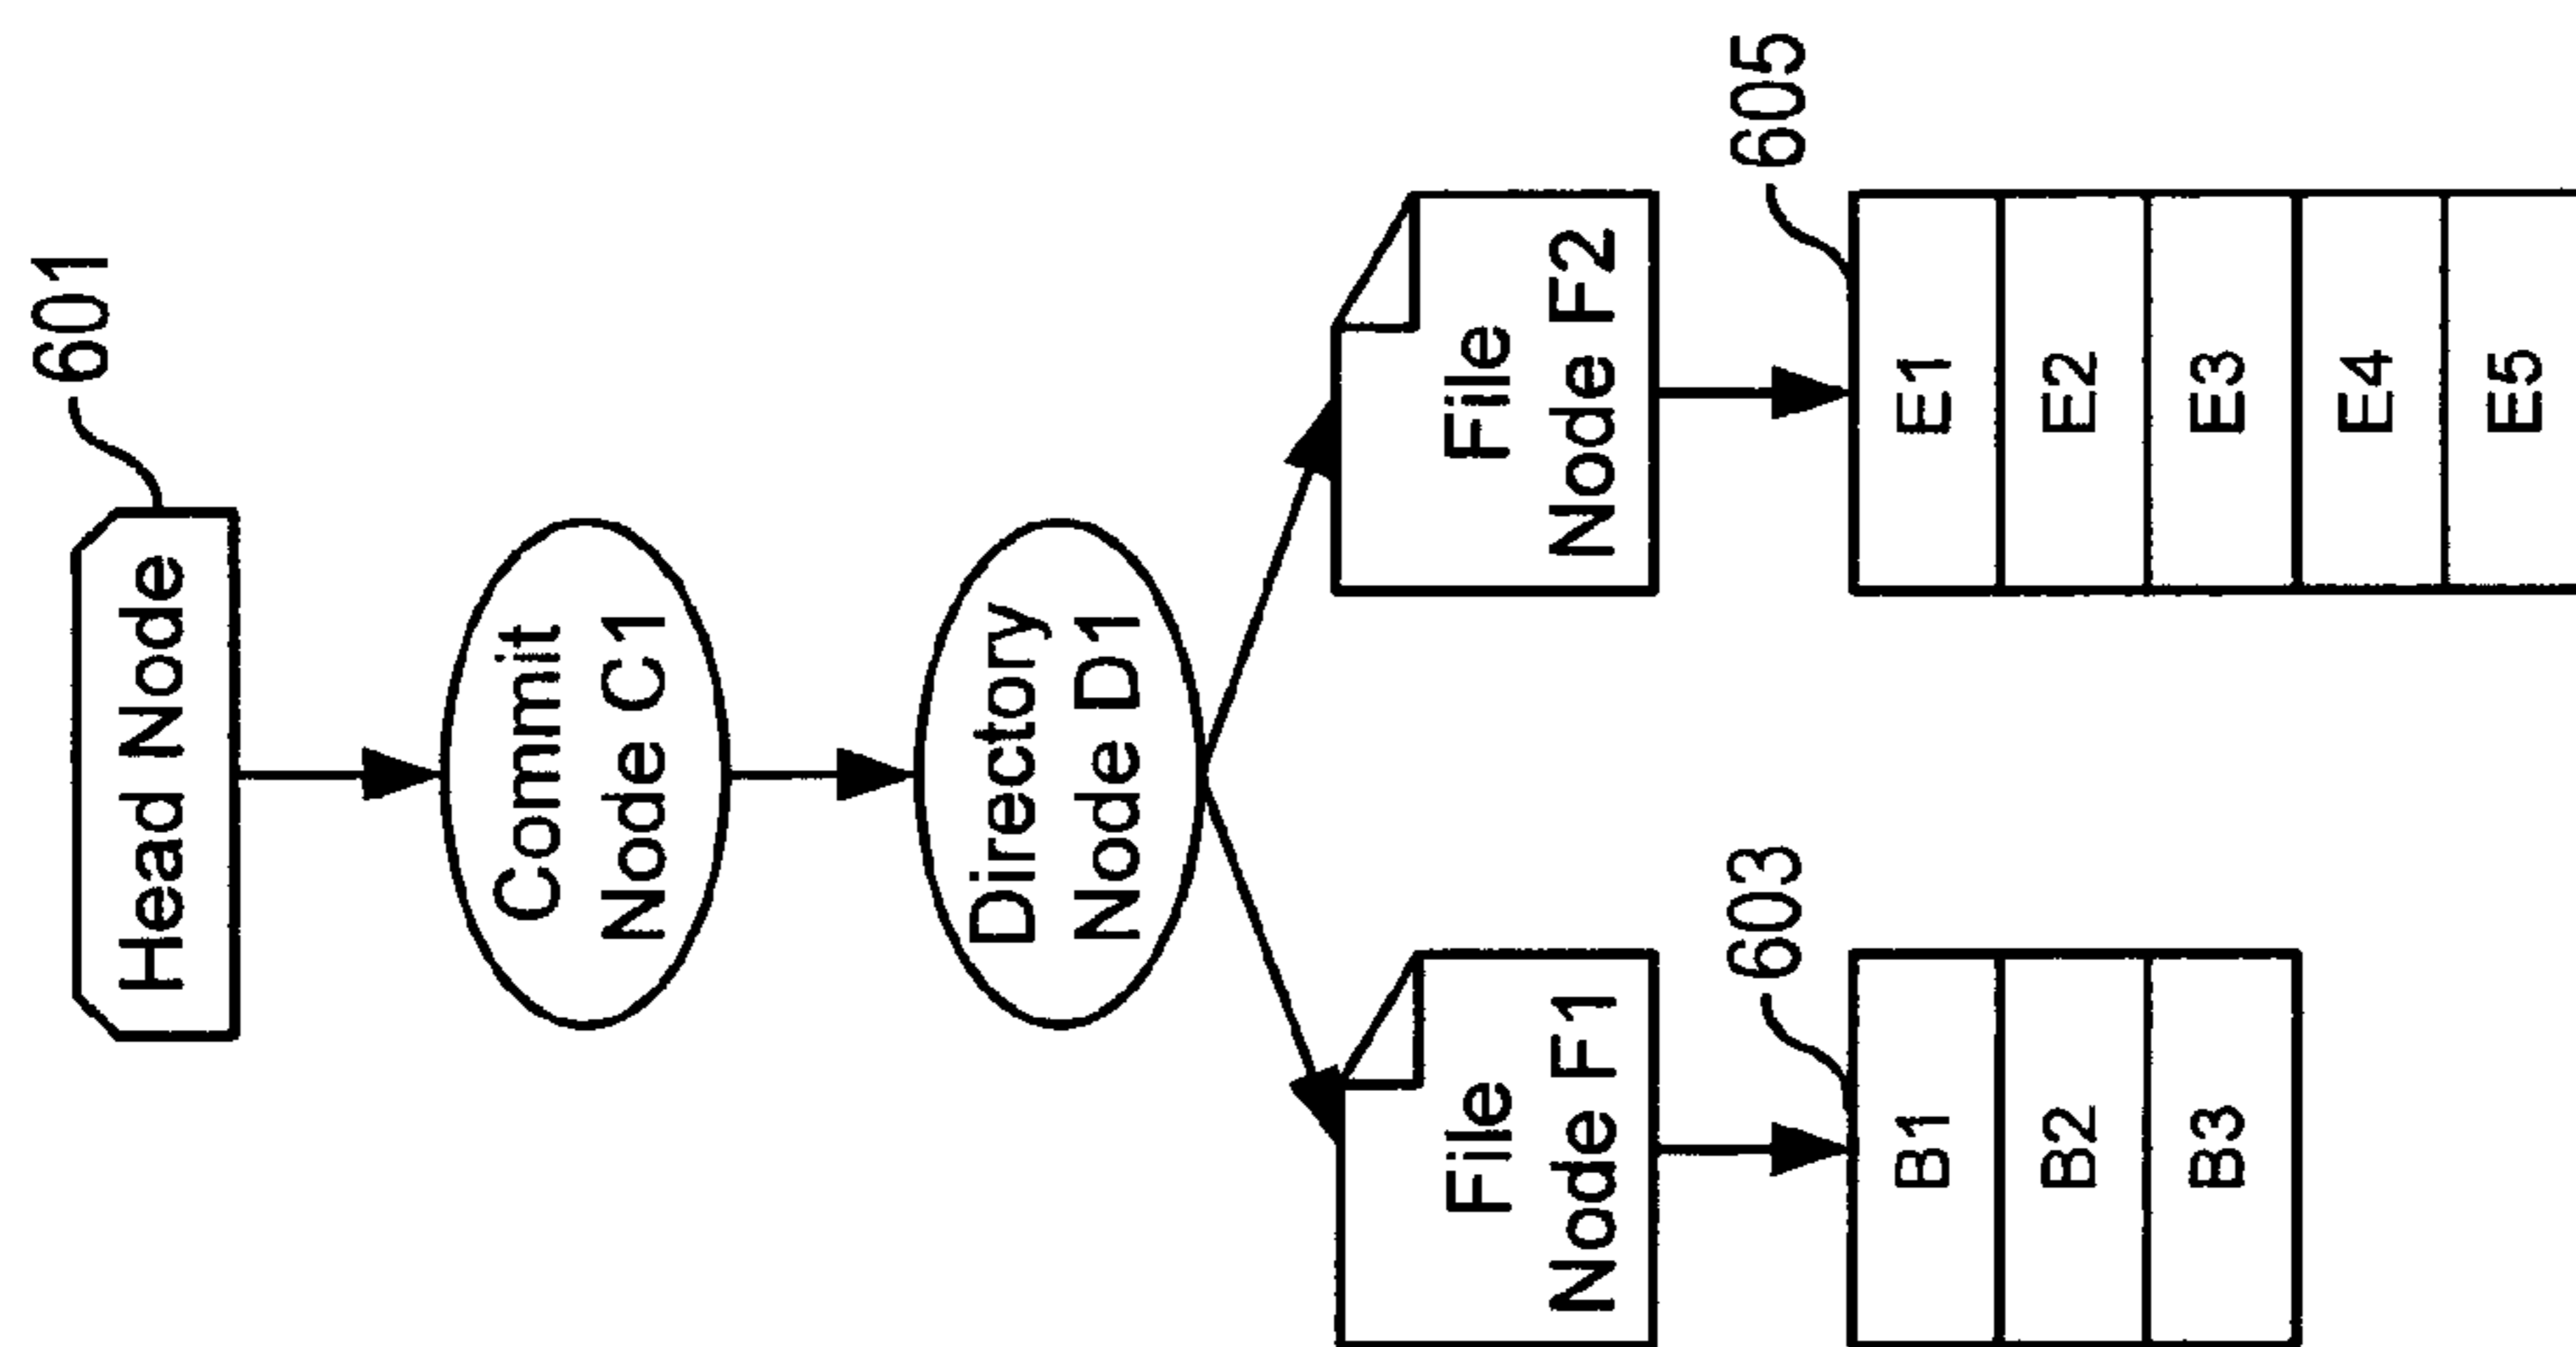 601
Head Node
Commit
Node C1
Directory
Node D1
File
Node F1
File
Node F2
603
B1
B2
B3
605
E1
E2
E3
E4
E5